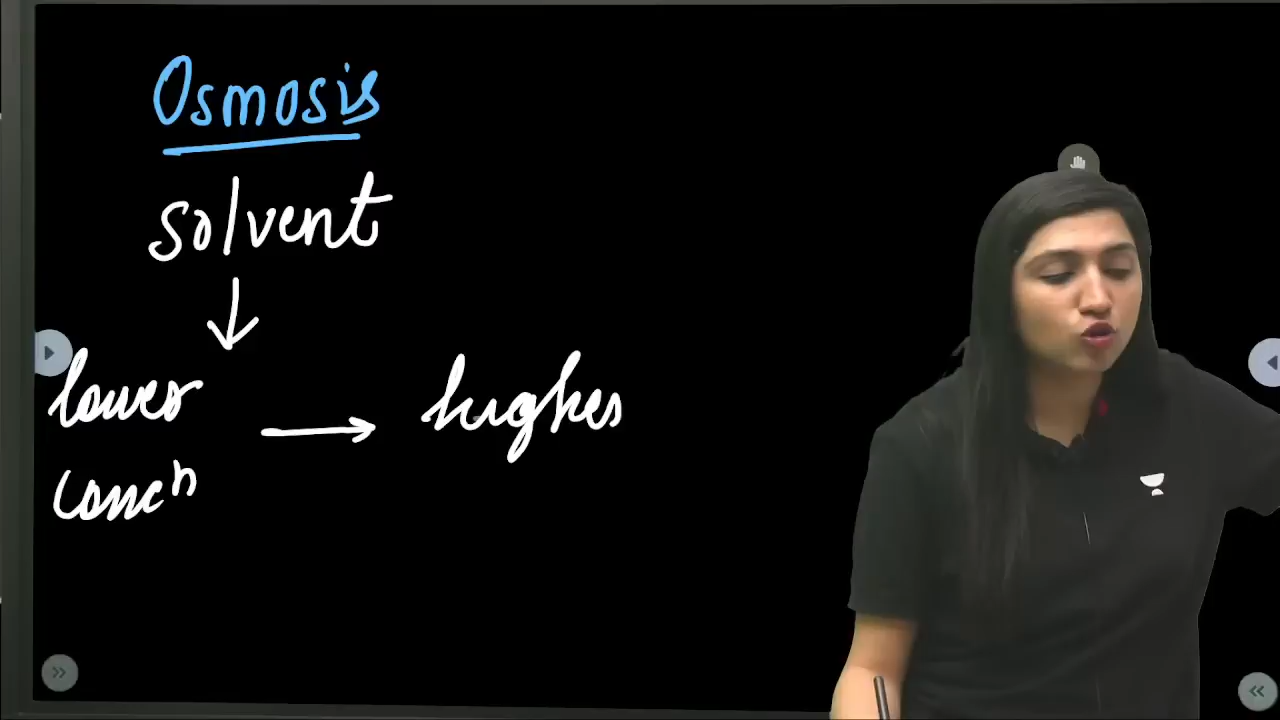 Osmosis
solvent
lower → higher
concⁿ